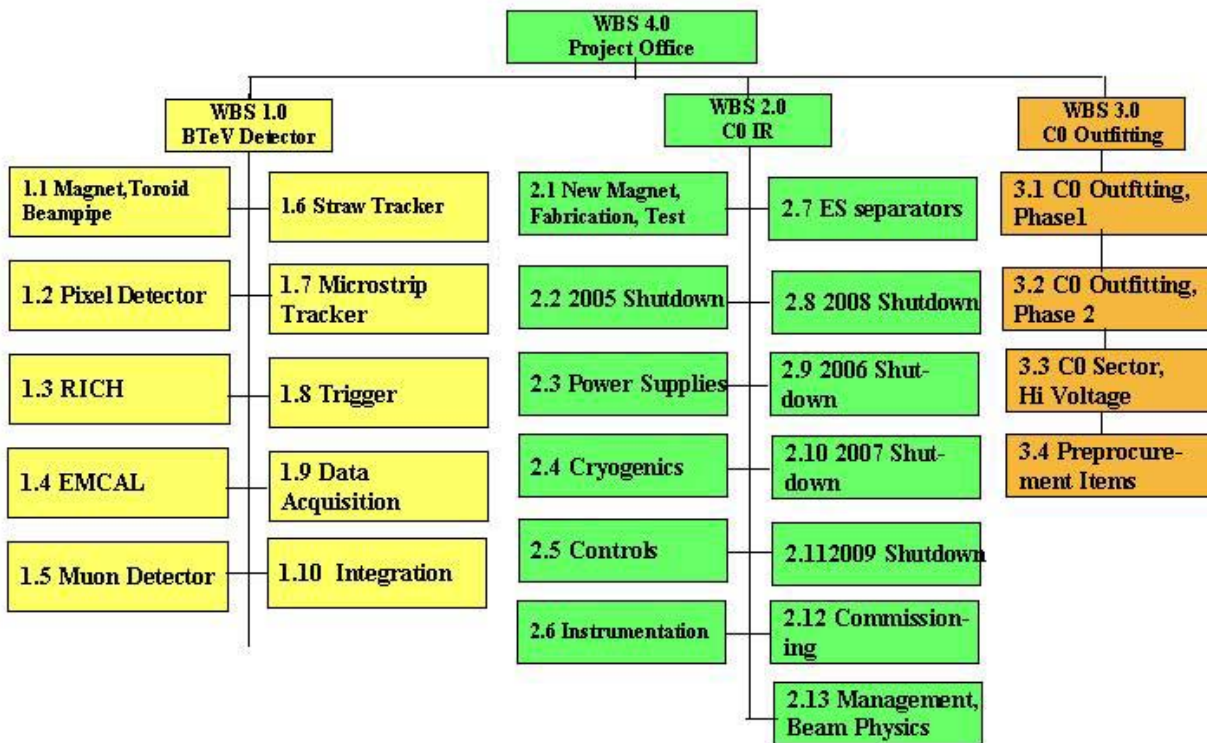 WBS 4.0
Project Office
WBS 1.0
BTeV Detector
WBS 2.0
C0 IR
WBS 3.0
C0 Outfitting
1.1 Magnet,Toroid
Beampipe
1.2 Pixel Detector
1.3 RICH
1.4 EMCAL
1.5 Muon Detector
1.6 Straw Tracker
1.7 Microstrip
Tracker
1.8 Trigger
1.9 Data
Acquisition
1.10 Integration
2.1 New Magnet,
Fabrication, Test
2.2 2005 Shutdown
2.3 Power Supplies
2.4 Cryogenics
2.5 Controls
2.6 Instrumentation
2.7 ES separators
2.8 2008 Shutdown
2.9 2006 Shut-
down
2.10 2007 Shut-
down
2.112009 Shutdown
2.12 Commission-
ing
2.13 Management,
Beam Physics
3.1 C0 Outftting,
Phase1
3.2 C0 Outfitting,
Phase 2
3.3 C0 Sector,
Hi Voltage
3.4 Preprocure-
ment Items